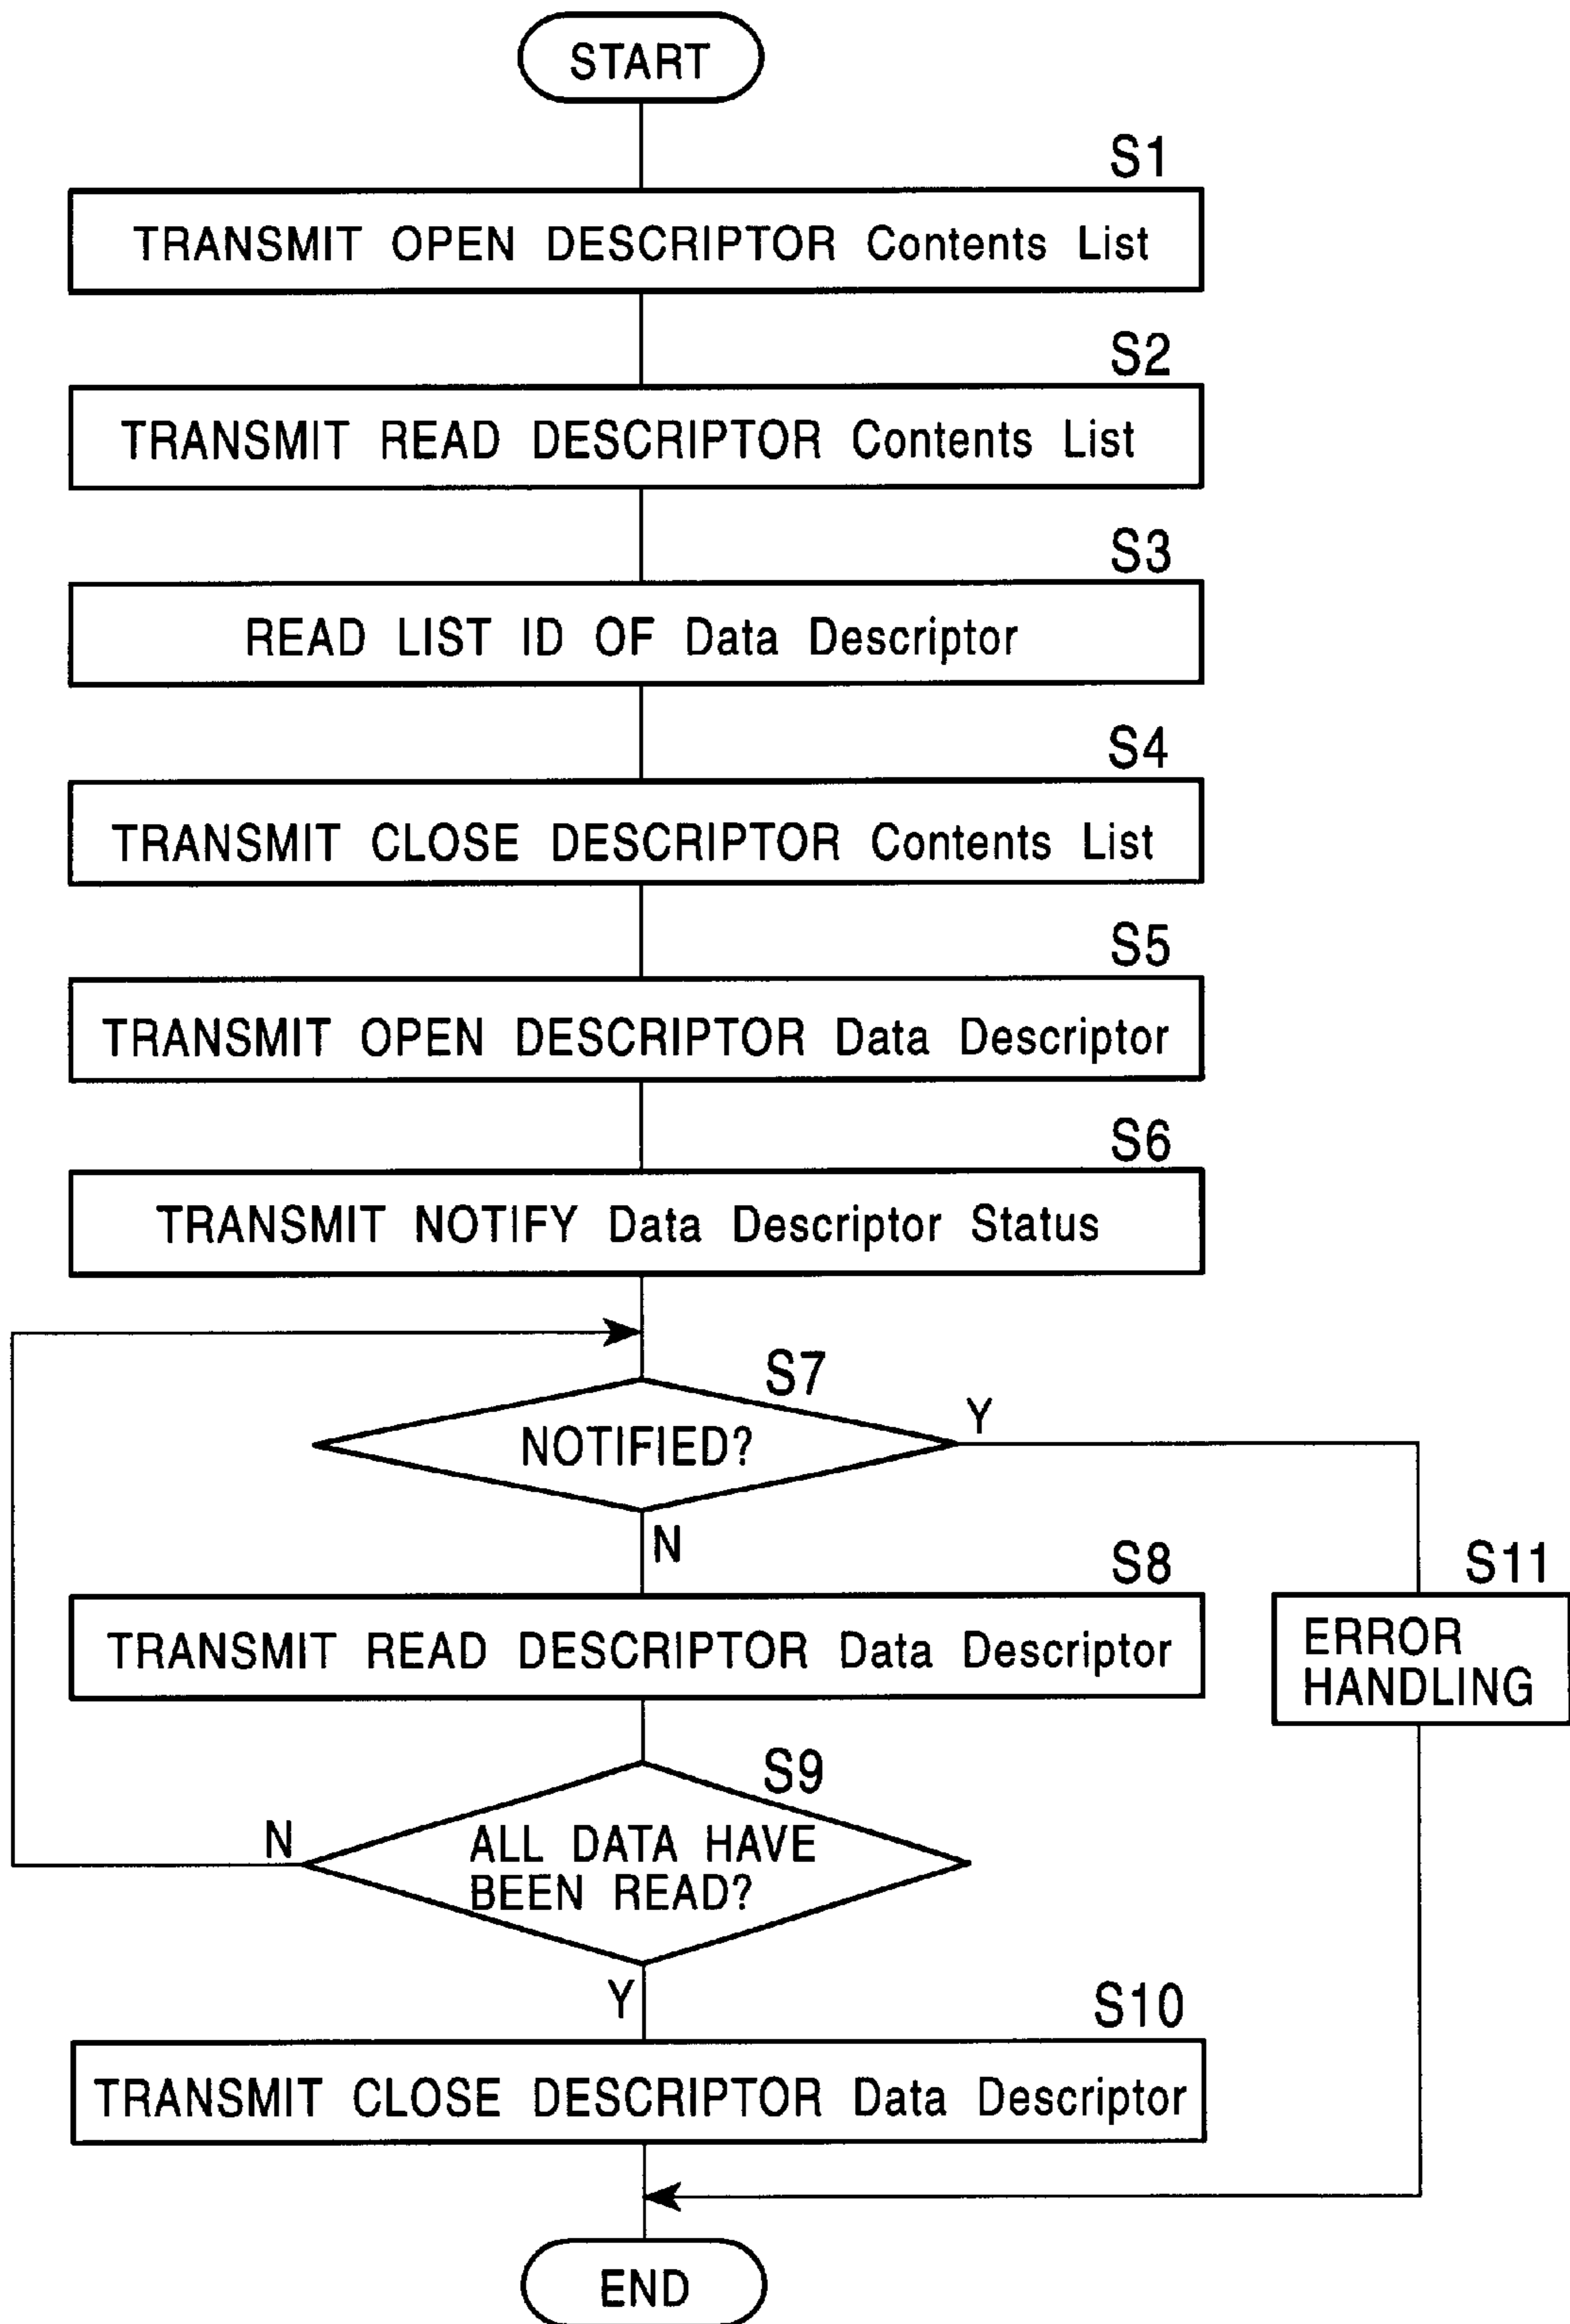 START
S1
TRANSMIT OPEN DESCRIPTOR Contents List
S2
TRANSMIT READ DESCRIPTOR Contents List
S3
READ LIST ID OF Data Descriptor
S4
TRANSMIT CLOSE DESCRIPTOR Contents List
S5
TRANSMIT OPEN DESCRIPTOR Data Descriptor
S6
TRANSMIT NOTIFY Data Descriptor Status
S7
NOTIFIED?
Y
N
S8
TRANSMIT READ DESCRIPTOR Data Descriptor
S11
ERROR
HANDLING
S9
ALL DATA HAVE
BEEN READ?
N
Y
S10
TRANSMIT CLOSE DESCRIPTOR Data Descriptor
END